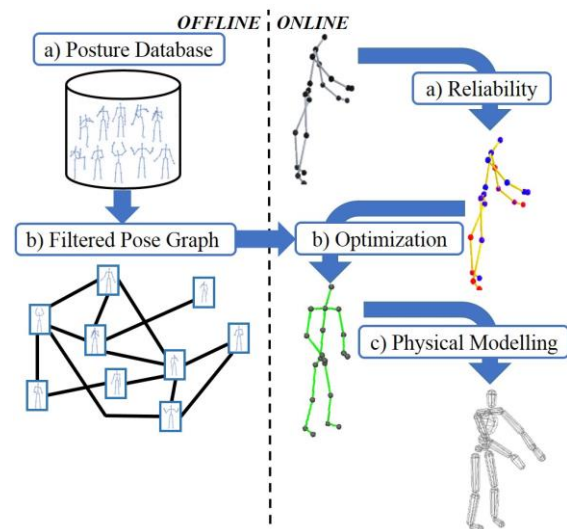 OFFLINE
ONLINE
a) Posture Database
a) Reliability
b) Filtered Pose Graph
b) Optimization
c) Physical Modelling